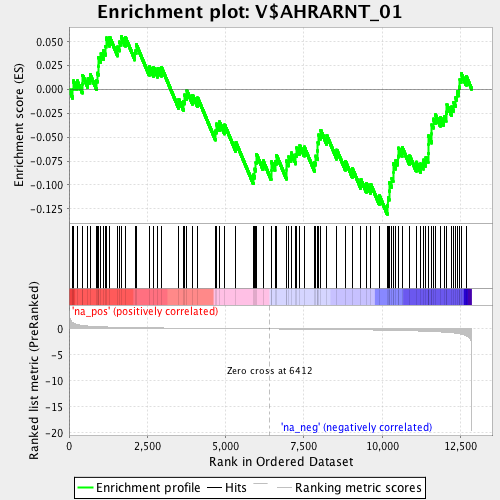 Enrichment plot: V$AHRARNT_01
Enrichment score (ES)
0.050
0.025
0.000
-0.025
-0.050
-0.075
-0.100
-0.125
'na_pos' (positively correlated)
Ranked list metric (PreRanked)
0
-5
-10
-15
-20
Zero cross at 6412
'na_neg' (negatively correlated)
0
2,500
5,000
7,500
10,000
12,500
Rank in Ordered Dataset
Enrichment profile
Hits
Ranking metric scores